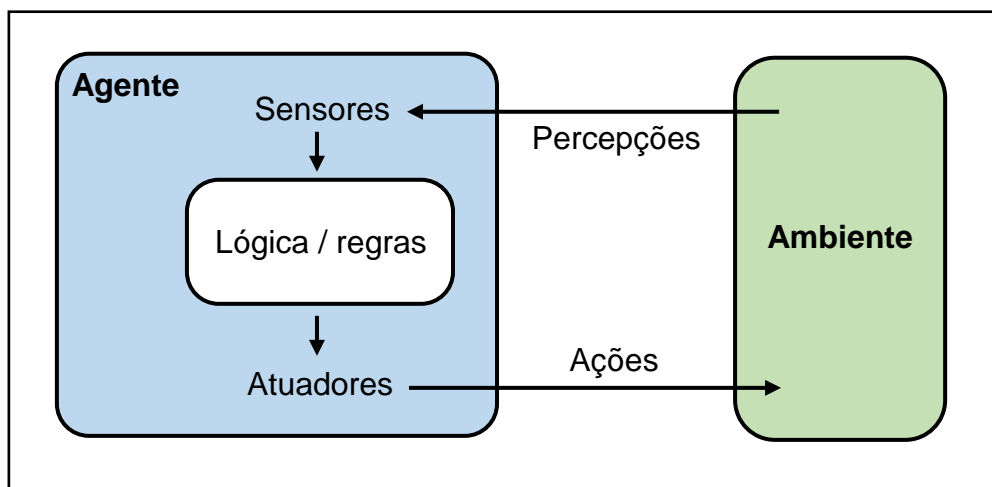 Agente
Sensores
Percepções
Lógica / regras
Ambiente
Ações
Atuadores